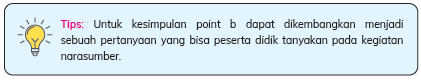 Tips: Untuk kesimpulan point b dapat dikembangkan menjadi
sebuah pertanyaan yang bisa peserta didik tanyakan pada kegiatan
narasumber.